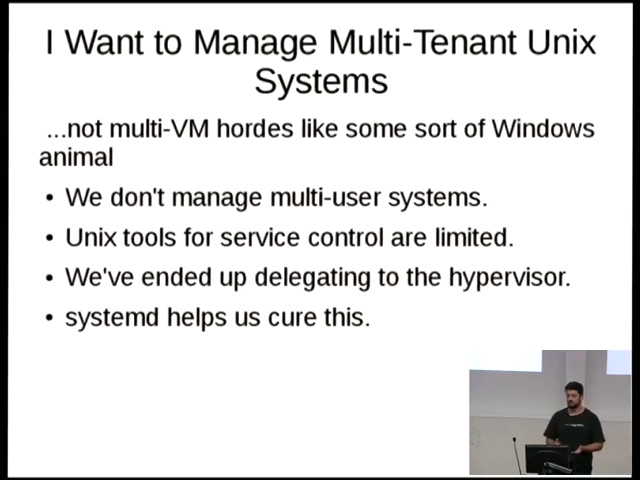 I Want to Manage Multi-Tenant Unix
Systems
...not multi-VM hordes like some sort of Windows
animal
• We don't manage multi-user systems.
• Unix tools for service control are limited.
• We've ended up delegating to the hypervisor.
• systemd helps us cure this.